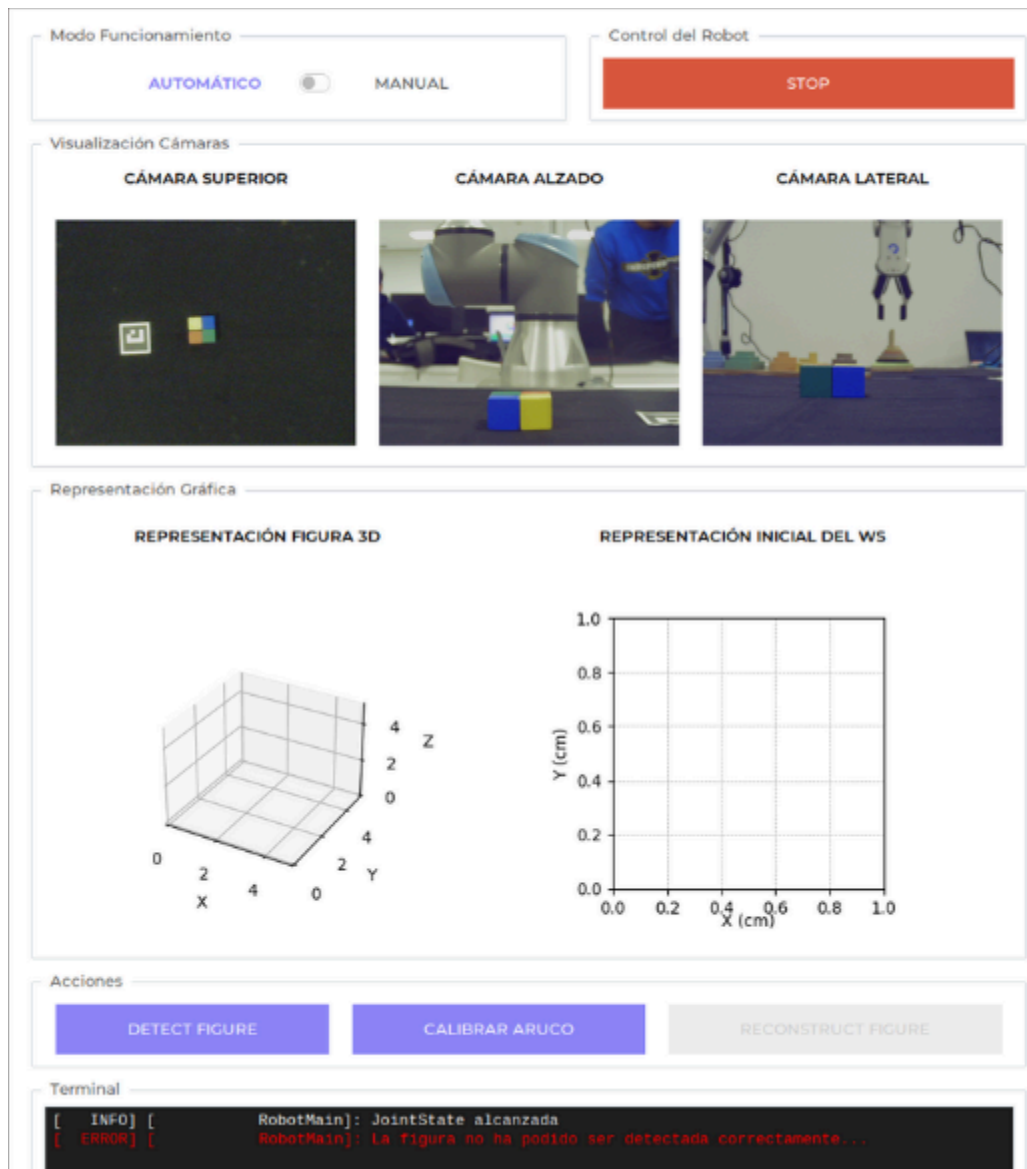 Modo Funcionamiento
AUTOMÁTICO MANUAL
Control del Robot
STOP
Visualización Cámaras
CÁMARA SUPERIOR CÁMARA ALZADO CÁMARA LATERAL
Representación Gráfica
REPRESENTACIÓN FIGURA 3D
0 2 4
X
0 2 4
Y
0 2 4
Z
REPRESENTACIÓN INICIAL DEL WS
1.0
0.8
0.6
0.4
0.2
0.0
Y (cm)
0.0 0.2 0.4 0.6 0.8 1.0
X (cm)
Acciones
DETECT FIGURE CALIBRAR ARUCO RECONSTRUCT FIGURE
Terminal
[ INFO] [ RobotMain]: JointState alcanzada
[ ERROR] [ RobotMain]: La figura no ha podido ser detectada correctamente...